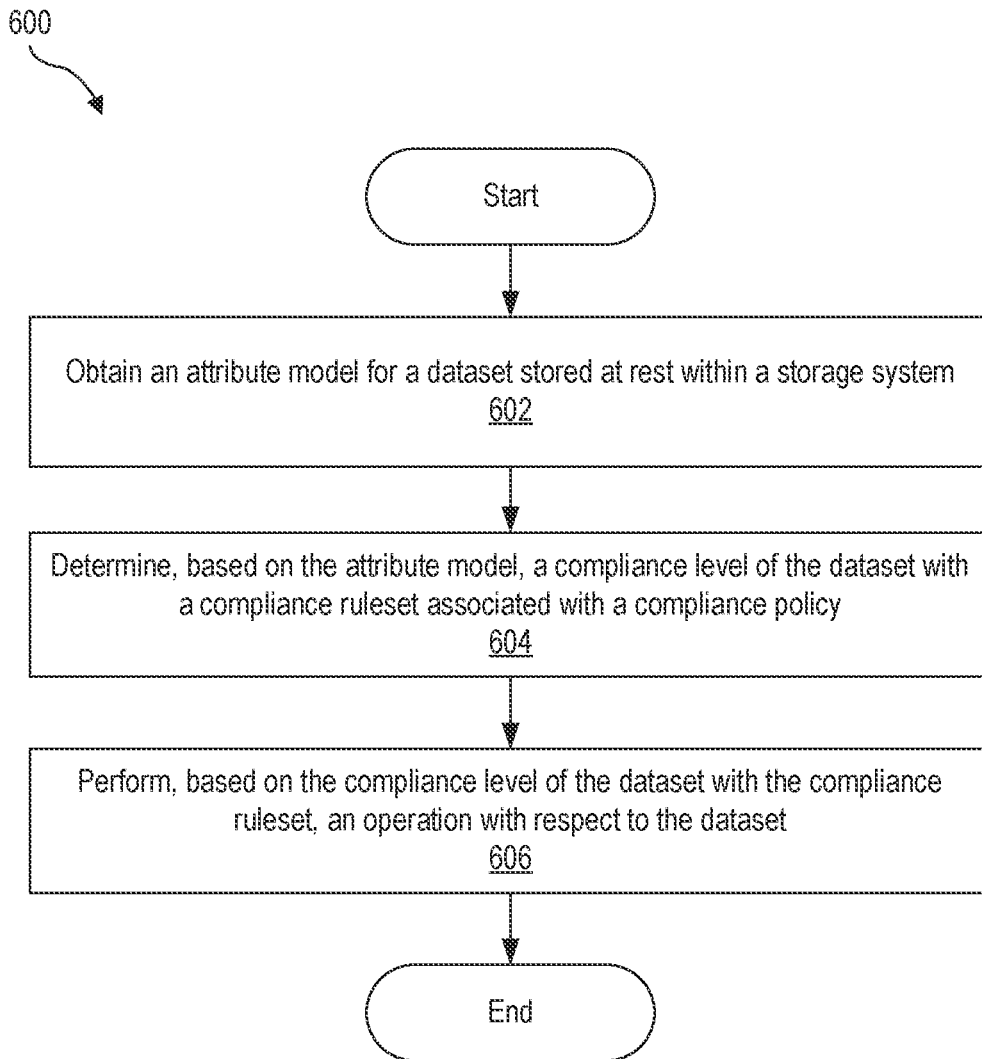 600
Start
Obtain an attribute model for a dataset stored at rest within a storage system
602
Determine, based on the attribute model, a compliance level of the dataset with
a compliance ruleset associated with a compliance policy
604
Perform, based on the compliance level of the dataset with the compliance
ruleset, an operation with respect to the dataset
606
End